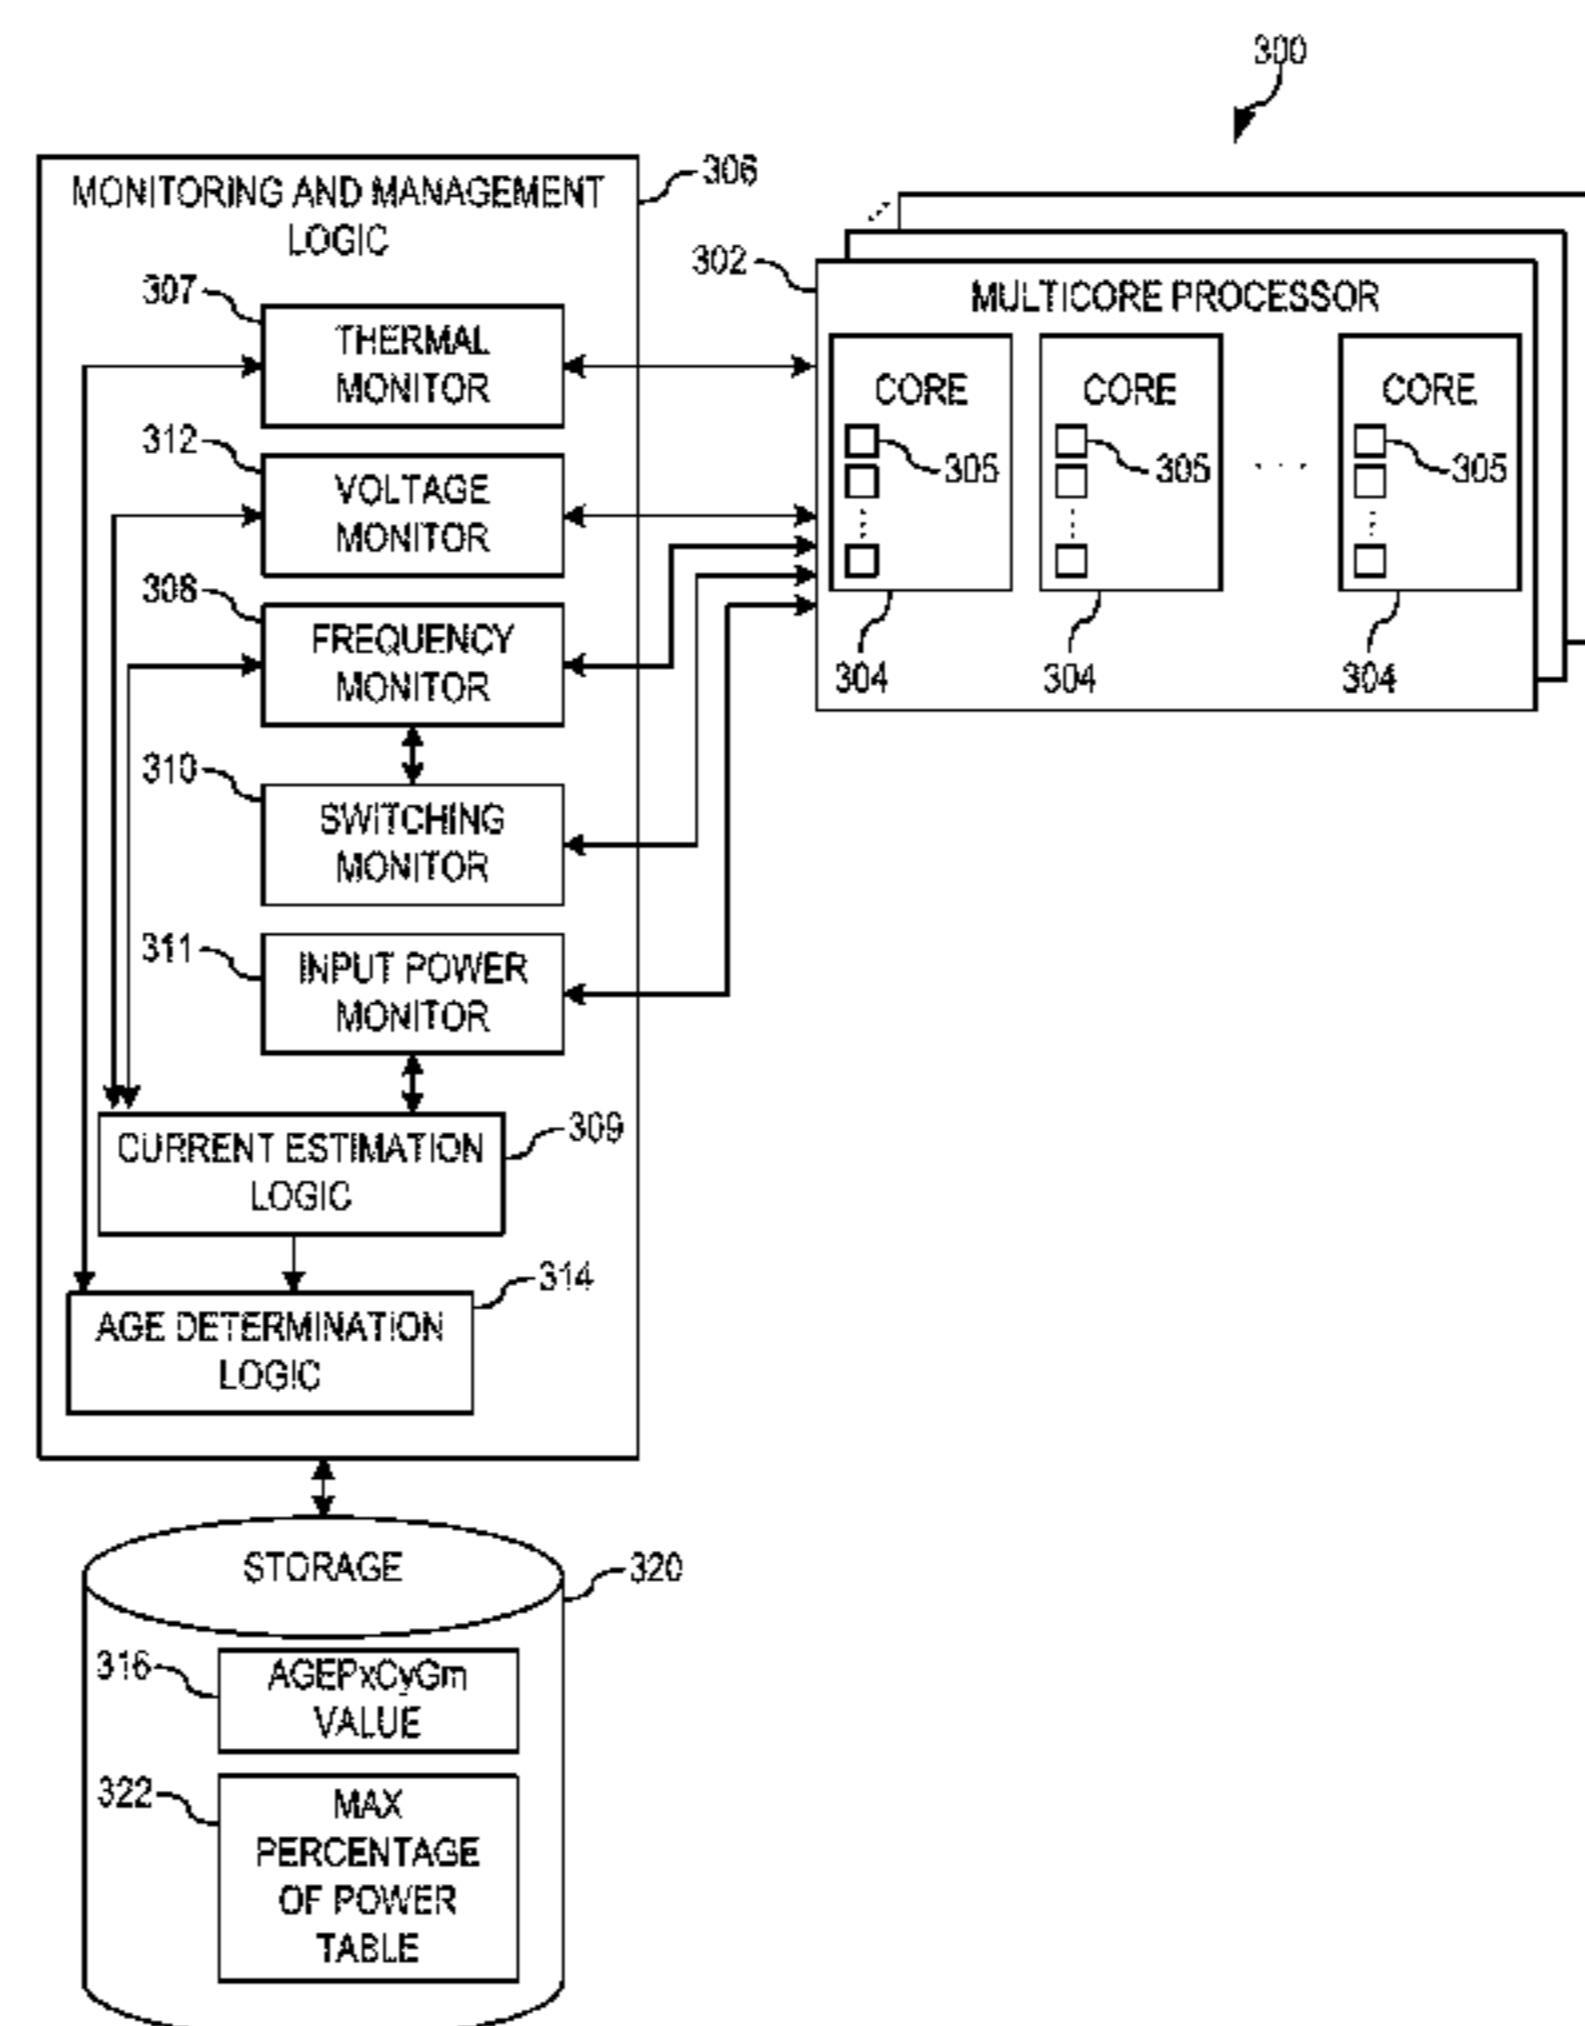 300
MONITORING AND MANAGEMENT
LOGIC
306
307
THERMAL
MONITOR
312
VOLTAGE
MONITOR
308
FREQUENCY
MONITOR
310
SWITCHING
MONITOR
311
INPUT POWER
MONITOR
CURRENT ESTIMATION
LOGIC
309
AGE DETERMINATION
LOGIC
314
302
MULTICORE PROCESSOR
CORE
305
304
CORE
305
304
. . .
CORE
305
304
STORAGE
320
316
AGEPxCyGm
VALUE
322
MAX
PERCENTAGE
OF POWER
TABLE